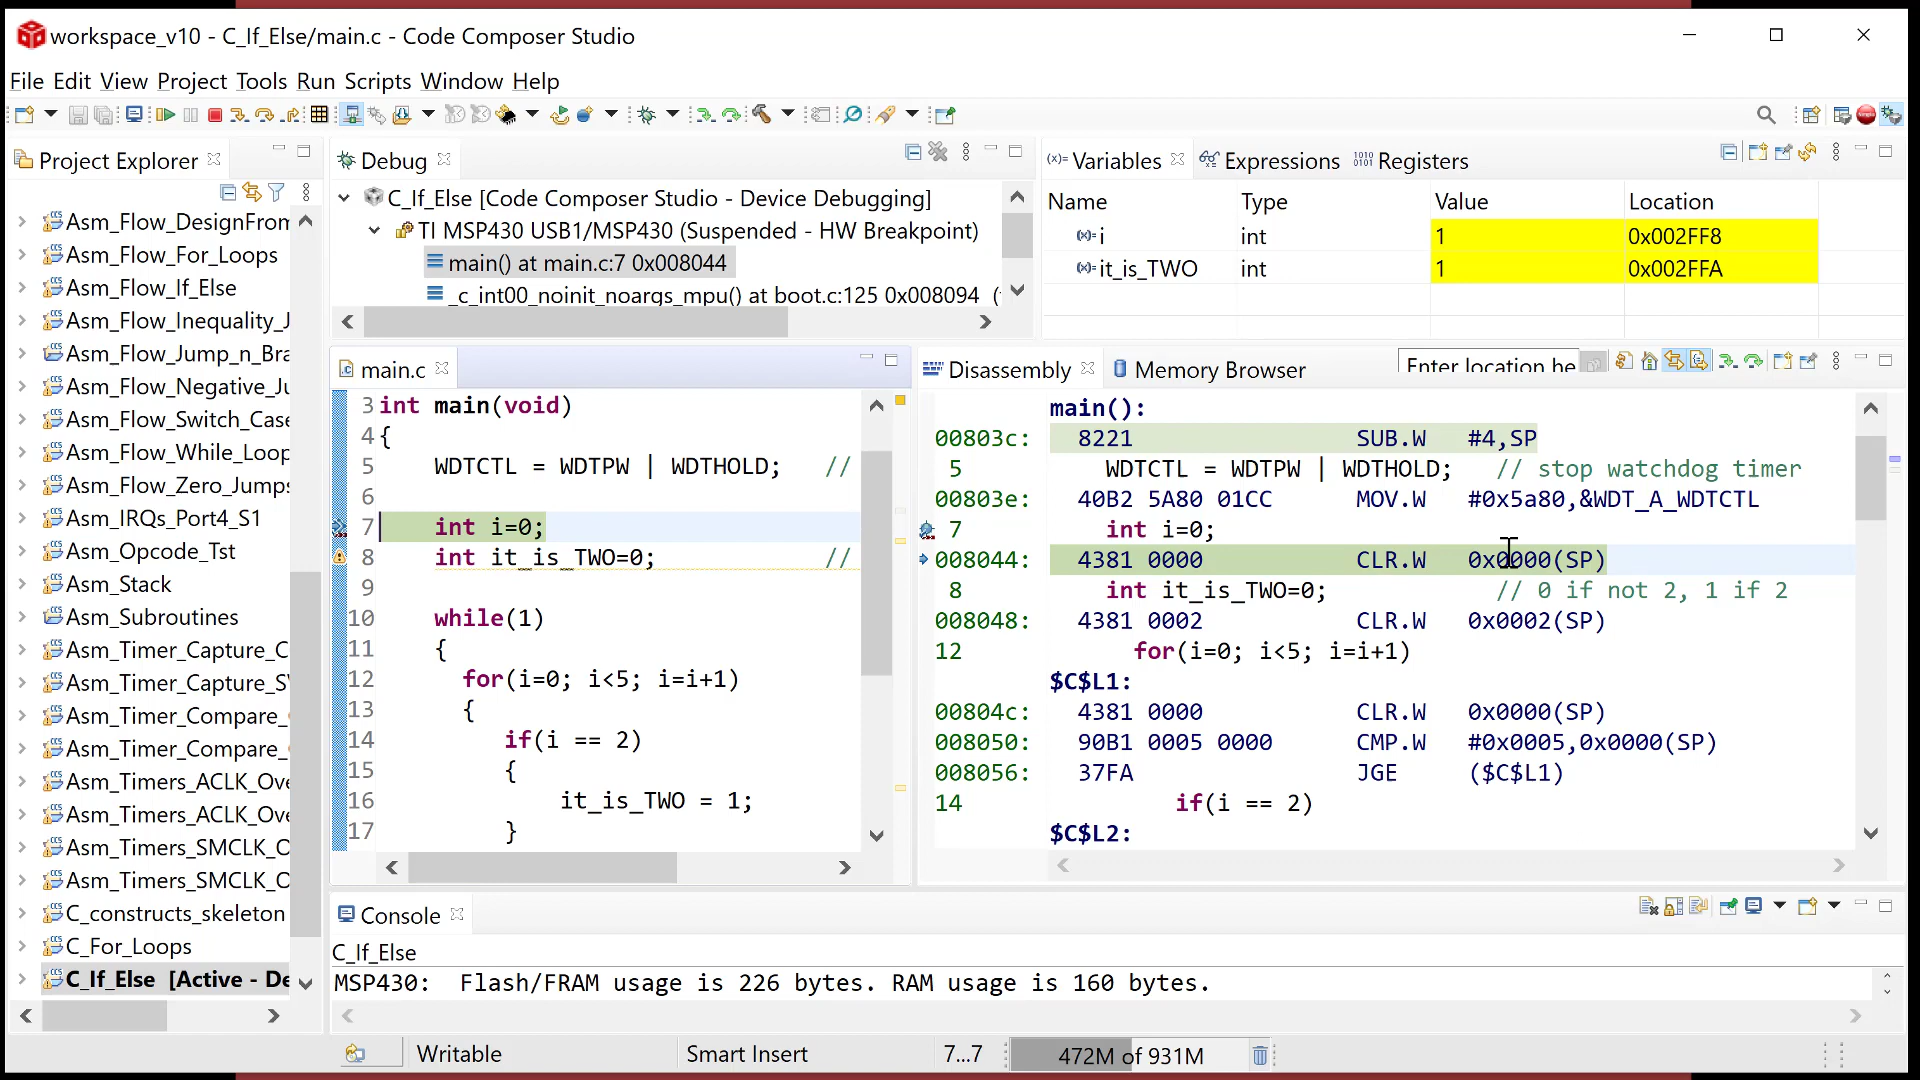 workspace_v10 - C_If_Else/main.c - Code Composer Studio
File Edit View Project Tools Run Scripts Window Help
Project Explorer
Asm_Flow_DesignFrom
Asm_Flow_For_Loops
Asm_Flow_If_Else
Asm_Flow_Inequality_J
Asm_Flow_Jump_n_Bra
Asm_Flow_Negative_Ju
Asm_Flow_Switch_Case
Asm_Flow_While_Loop
Asm_Flow_Zero_Jumps
Asm_IRQs_Port4_S1
Asm_Opcode_Tst
Asm_Stack
Asm_Subroutines
Asm_Timer_Capture_C
Asm_Timer_Capture_S
Asm_Timer_Compare_
Asm_Timer_Compare_
Asm_Timers_ACLK_Ove
Asm_Timers_ACLK_Ove
Asm_Timers_SMCLK_O
Asm_Timers_SMCLK_O
C_constructs_skeleton
C_For_Loops
C_If_Else [Active - De
Debug
C_If_Else [Code Composer Studio - Device Debugging]
TI MSP430 USB1/MSP430 (Suspended - HW Breakpoint)
main() at main.c:7 0x008044
_c_int00_noinit_noargs_mpu() at boot.c:125 0x008094 (
Variables Expressions Registers
Name Type Value Location
i int 1 0x002FF8
it_is_TWO int 1 0x002FFA
main.c
3 int main(void)
4 {
5 WDTCTL = WDTPW | WDTHOLD; //
6
7 int i=0;
8 int it_is_TWO=0; //
9
10 while(1)
11 {
12 for(i=0; i<5; i=i+1)
13 {
14 if(i == 2)
15 {
16 it_is_TWO = 1;
17 }
Disassembly Memory Browser Enter location he
main():
00803c: 8221 SUB.W #4,SP
5 WDTCTL = WDTPW | WDTHOLD; // stop watchdog timer
00803e: 40B2 5A80 01CC MOV.W #0x5a80,&WDT_A_WDTCTL
7 int i=0;
008044: 4381 0000 CLR.W 0x0000(SP)
8 int it_is_TWO=0; // 0 if not 2, 1 if 2
008048: 4381 0002 CLR.W 0x0002(SP)
12 for(i=0; i<5; i=i+1)
$C$L1:
00804c: 4381 0000 CLR.W 0x0000(SP)
008050: 90B1 0005 0000 CMP.W #0x0005,0x0000(SP)
008056: 37FA JGE ($C$L1)
14 if(i == 2)
$C$L2:
Console
C_If_Else
MSP430: Flash/FRAM usage is 226 bytes. RAM usage is 160 bytes.
Writable Smart Insert 7...7 472M of 931M